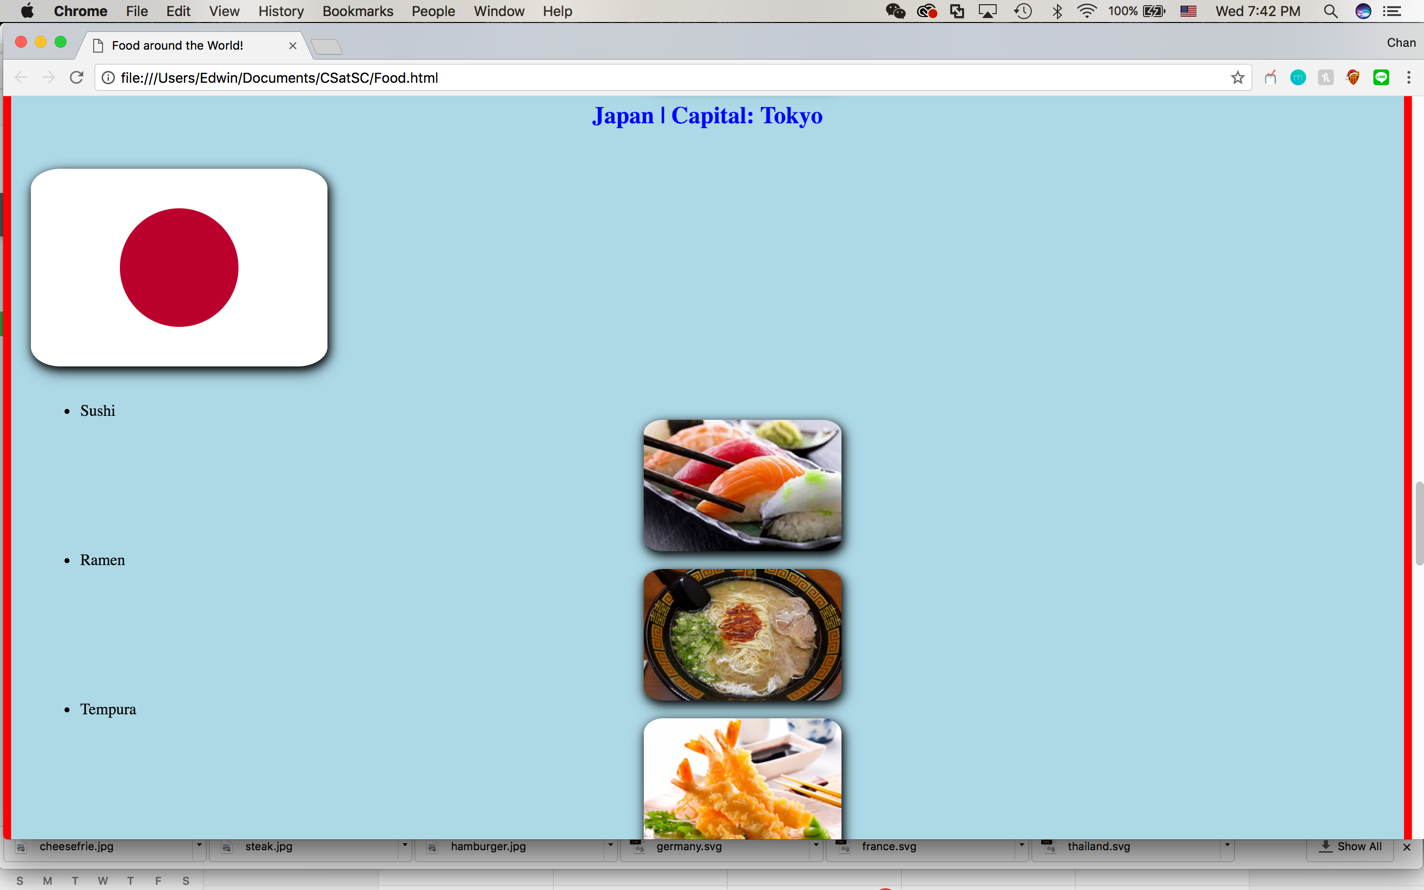 Chrome File Edit View History Bookmarks People Window Help 100% Wed 7:42 PM
Food around the World! Chan
file:///Users/Edwin/Documents/CSatSC/Food.html
Japan | Capital: Tokyo
Sushi
Ramen
Tempura
cheesefrie.jpg steak.jpg hamburger.jpg germany.svg france.svg thailand.svg Show All
S M T W T F S